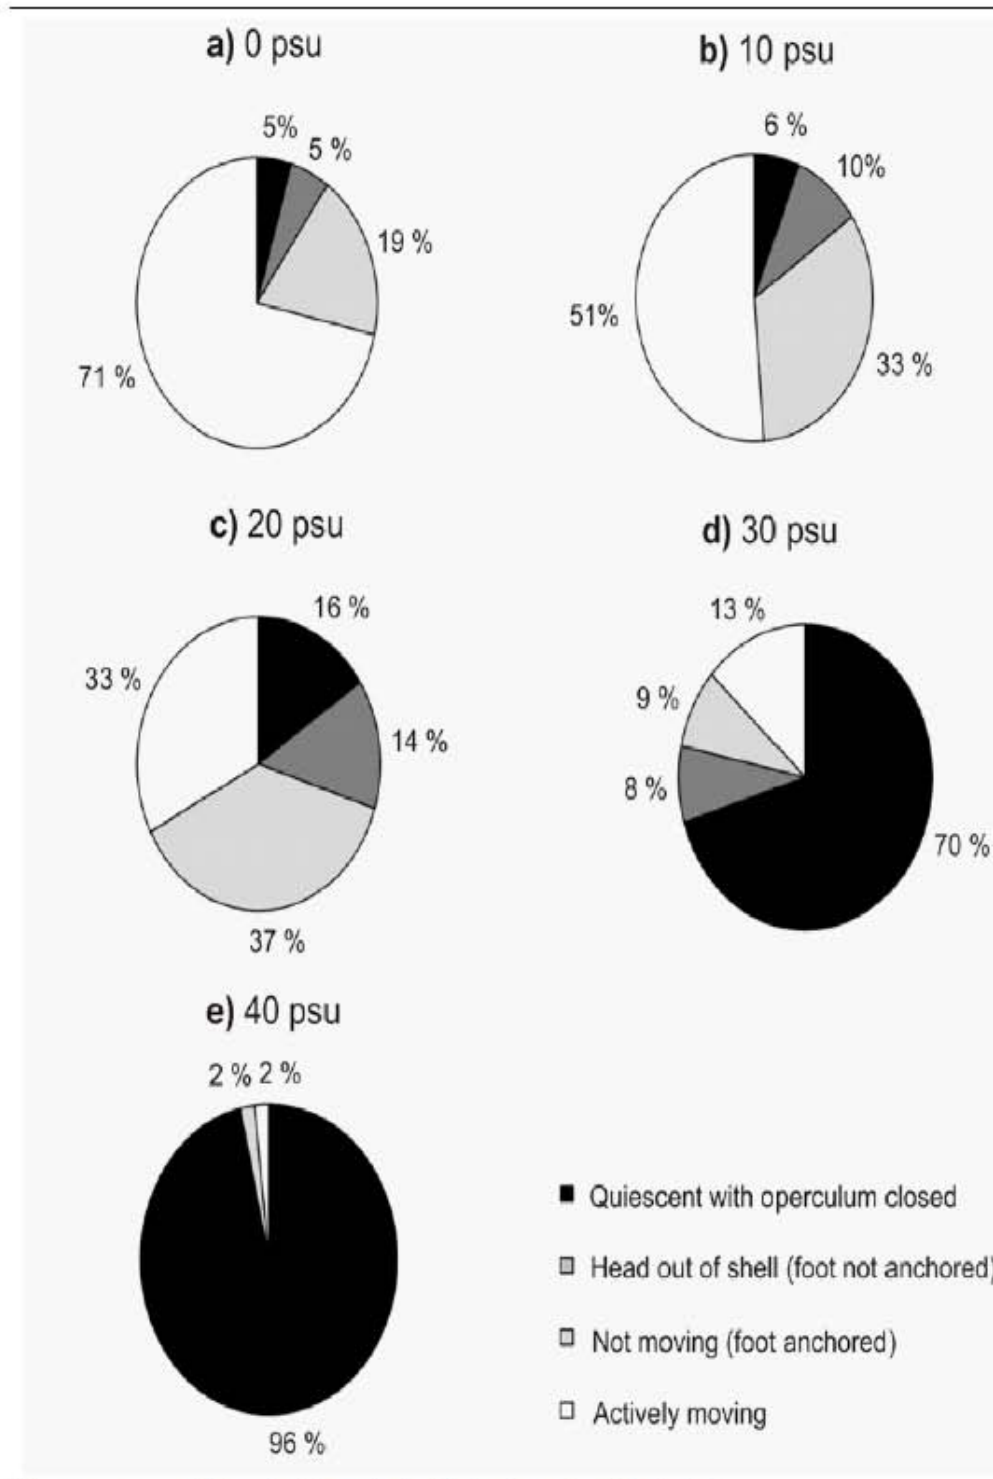 a) 0 psu
b) 10 psu
5%
5 %
19 %
71 %
6 %
10%
33 %
51%
c) 20 psu
d) 30 psu
16 %
14 %
37 %
33 %
13 %
9 %
8 %
70 %
e) 40 psu
2 % 2 %
96 %
Quiescent with operculum closed
Head out of shell (foot not anchored)
Not moving (foot anchored)
Actively moving